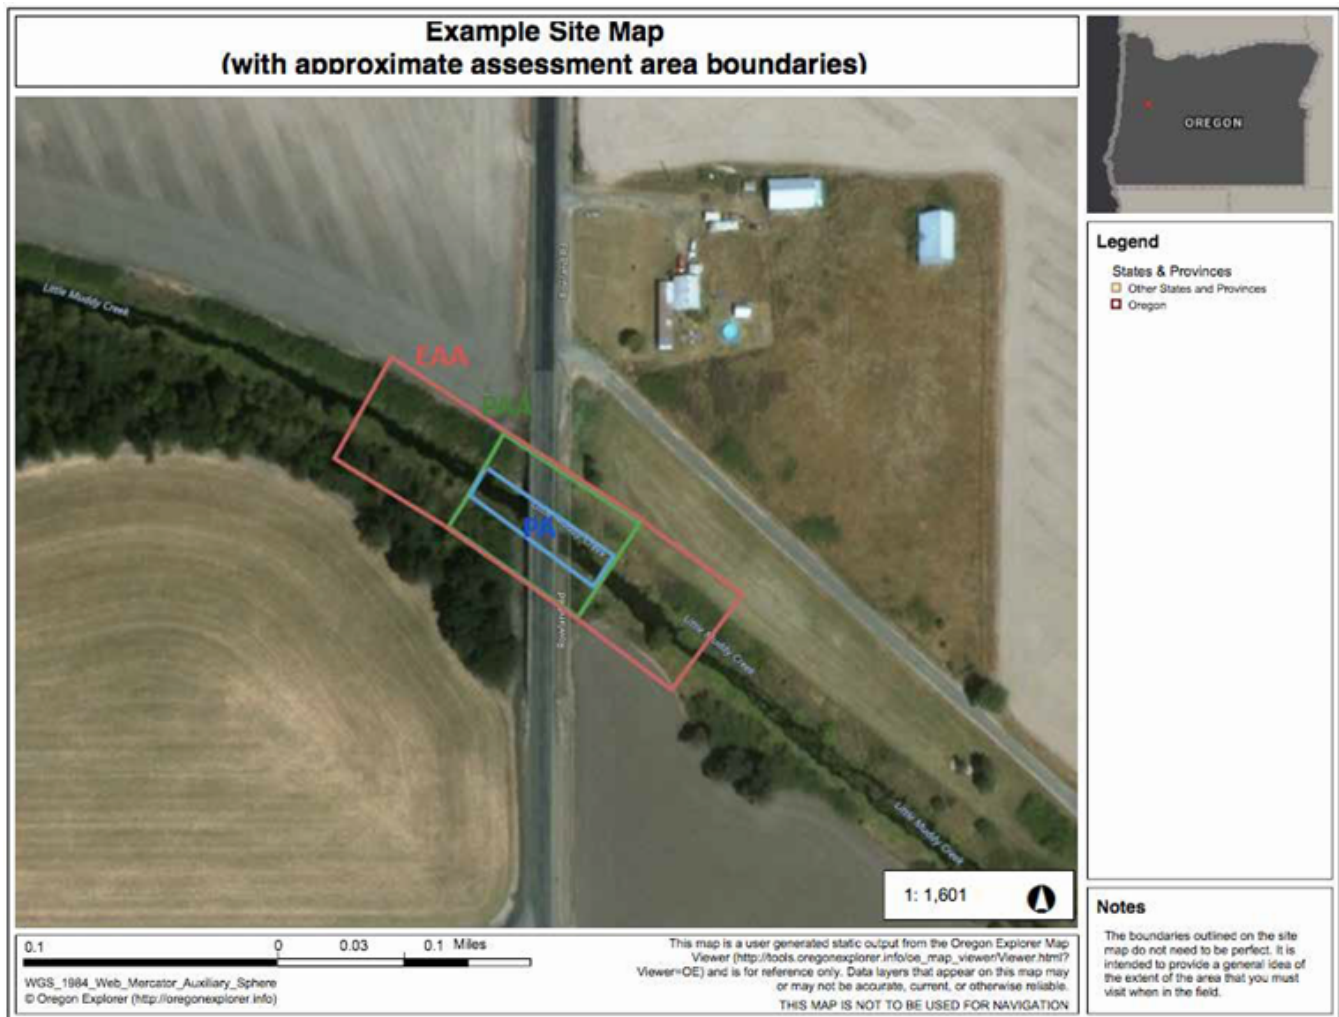 Example Site Map
(with approximate assessment area boundaries)
OREGON
Legend
States & Provinces
Other States and Provinces
Oregon
Rowland Rd
Little Muddy Creek
EAA
PAA
PA
Creek
Rowland Rd
Little Muddy Creek
Little Muddy Creek
1: 1,601
Notes
The boundaries outlined on the site
map do not need to be perfect. It is
intended to provide a general idea of
the extent of the area that you must
visit when in the field.
0.1 0 0.03 0.1 Miles
WGS_1984_Web_Mercator_Auxiliary_Sphere
© Oregon Explorer (http://oregonexplorer.info)
This map is a user generated static output from the Oregon Explorer Map
Viewer (http://tools.oregonexplorer.info/oe_map_viewer/Viewer.html?
Viewer=OE) and is for reference only. Data layers that appear on this map may
or may not be accurate, current, or otherwise reliable.
THIS MAP IS NOT TO BE USED FOR NAVIGATION